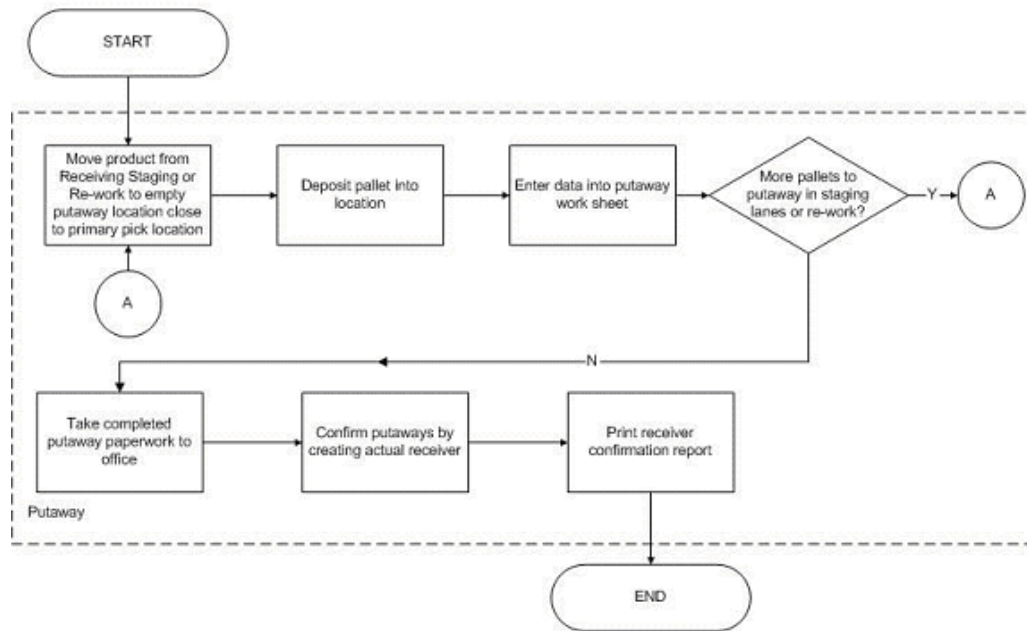 START
Move product from
Receiving Staging or
Re-work to empty
putaway location close
to primary pick location
Deposit pallet into
location
Enter data into putaway
work sheet
More pallets to
putaway in staging
lanes or re-work?
Y
A
A
N
Take completed
putaway paperwork to
office
Confirm putaways by
creating actual receiver
Print receiver
confirmation report
Putaway
END